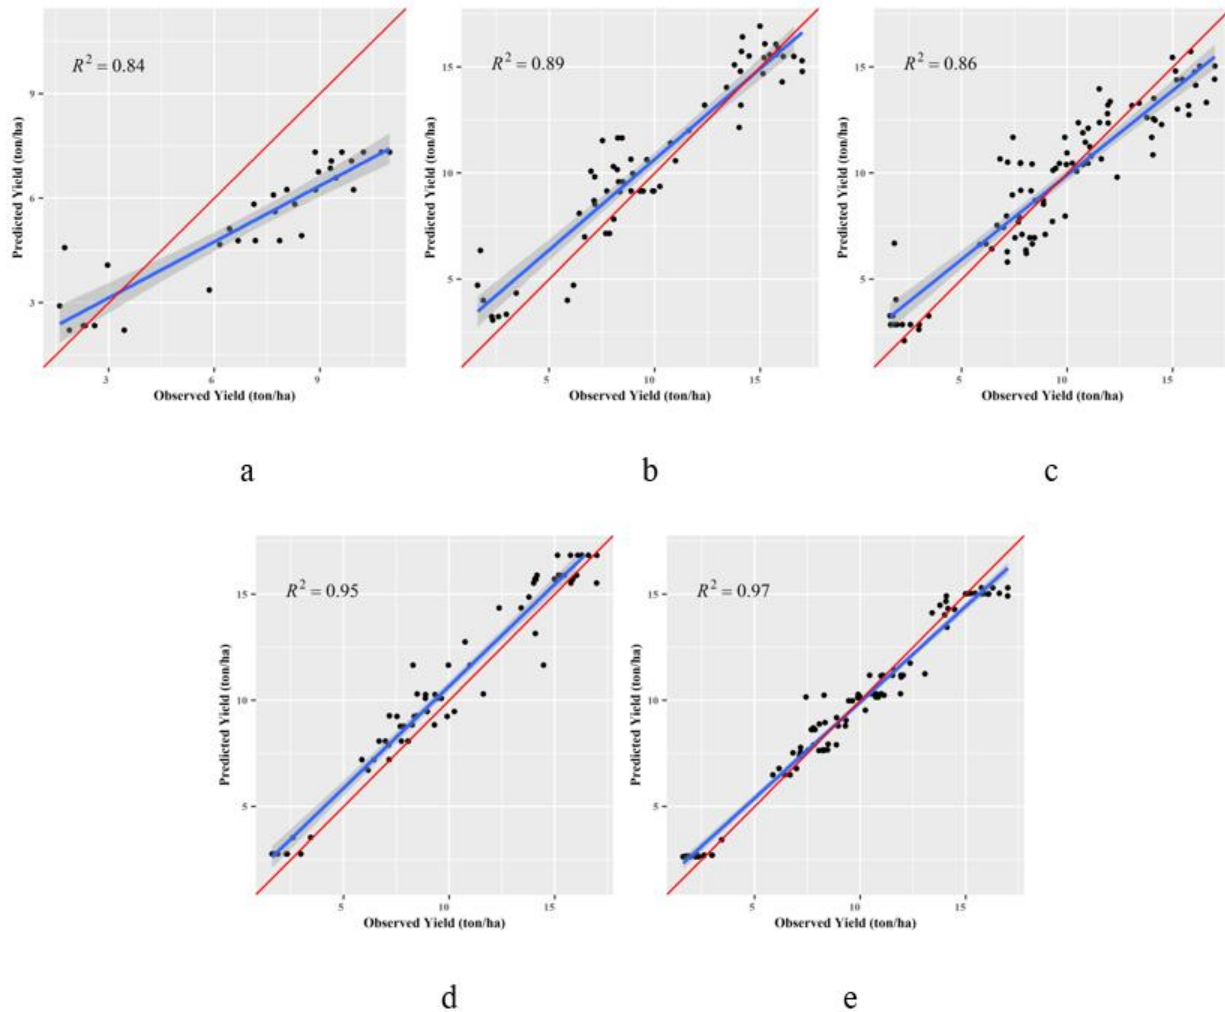 R² = 0.84
9
6
3
Predicted Yield (ton/ha)
3
6
9
Observed Yield (ton/ha)
a
R² = 0.89
15
10
5
Predicted Yield (ton/ha)
5
10
15
Observed Yield (ton/ha)
b
R² = 0.86
15
10
5
Predicted Yield (ton/ha)
5
10
15
Observed Yield (ton/ha)
c
R² = 0.95
15
10
5
Predicted Yield (ton/ha)
5
10
15
Observed Yield (ton/ha)
d
R² = 0.97
15
10
5
Predicted Yield (ton/ha)
5
10
15
Observed Yield (ton/ha)
e